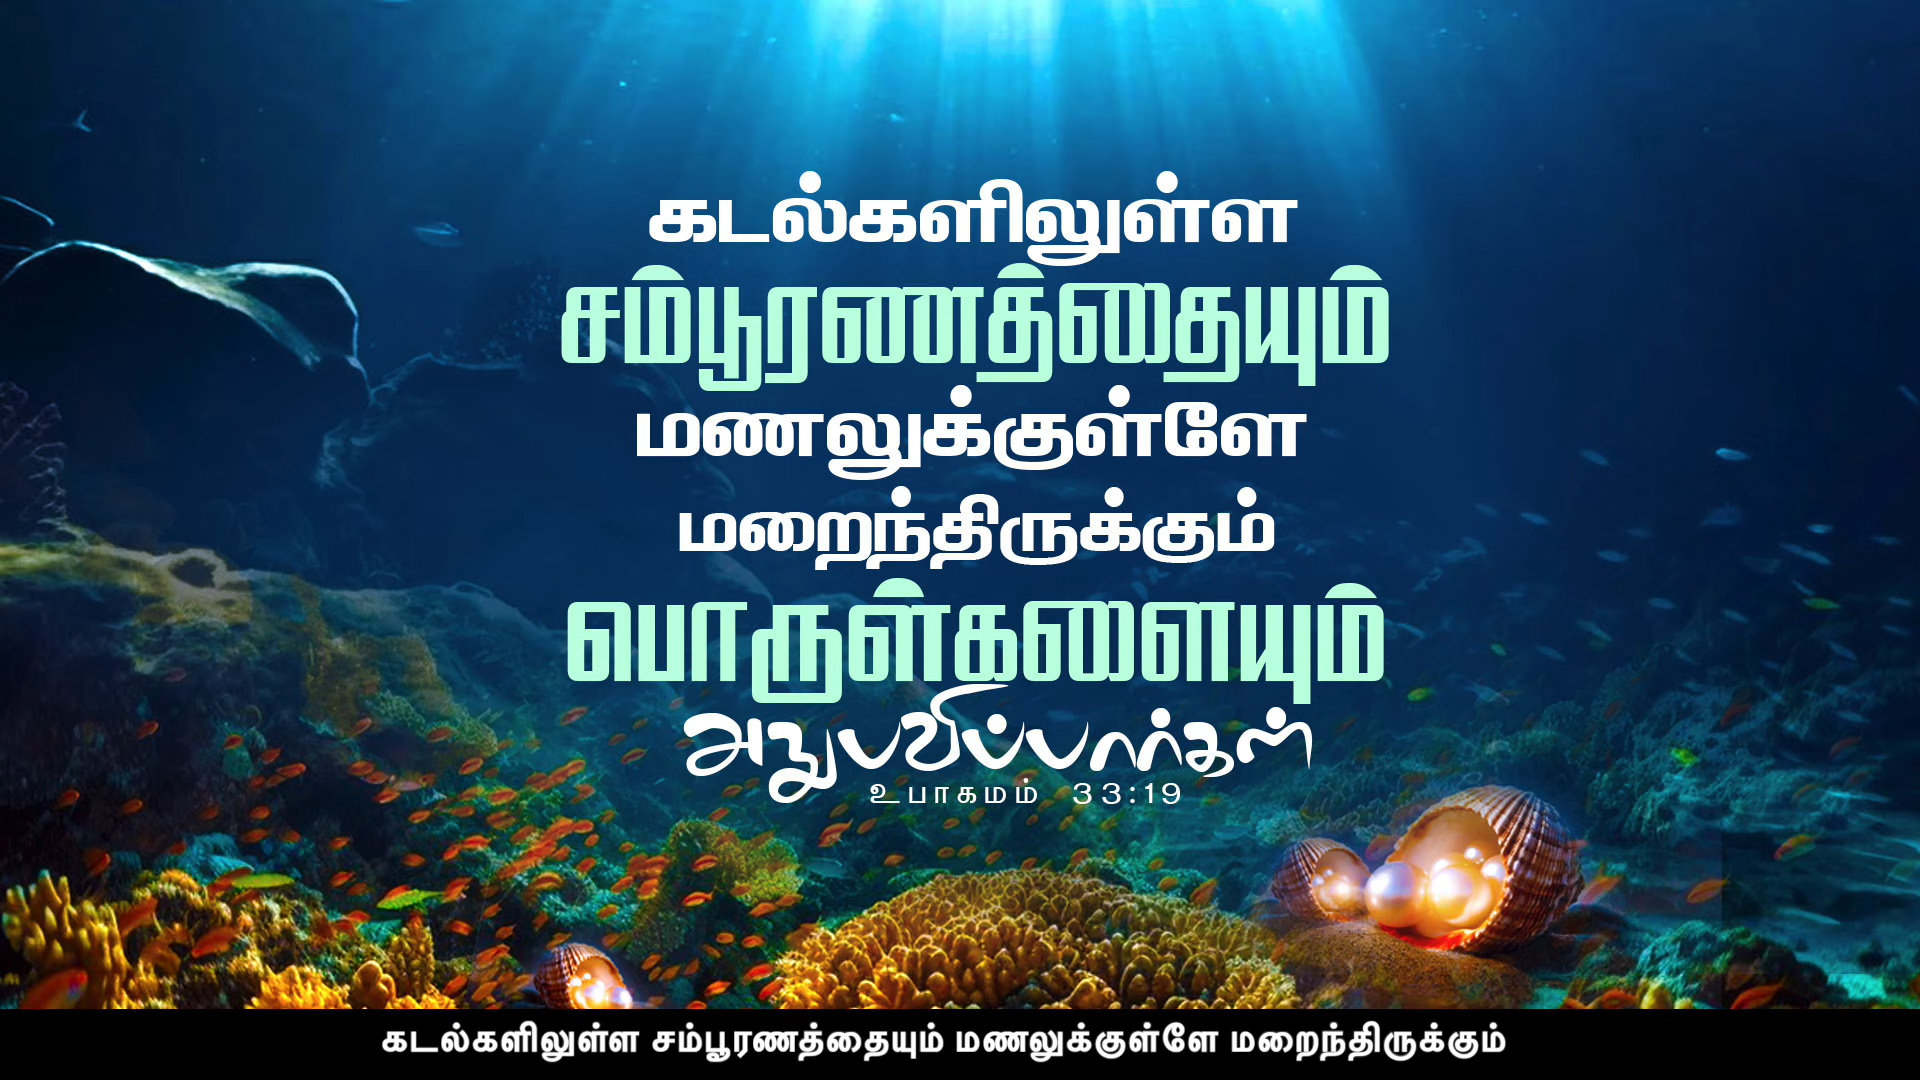 கடல்களிலுள்ள
சம்பூரணத்தையும்
மணலுக்குள்ளே
மறைந்திருக்கும்
பொருள்களையும்
அநுபவிப்பார்கள்
உபாகமம் 33:19
கடல்களிலுள்ள சம்பூரணத்தையும் மணலுக்குள்ளே மறைந்திருக்கும்